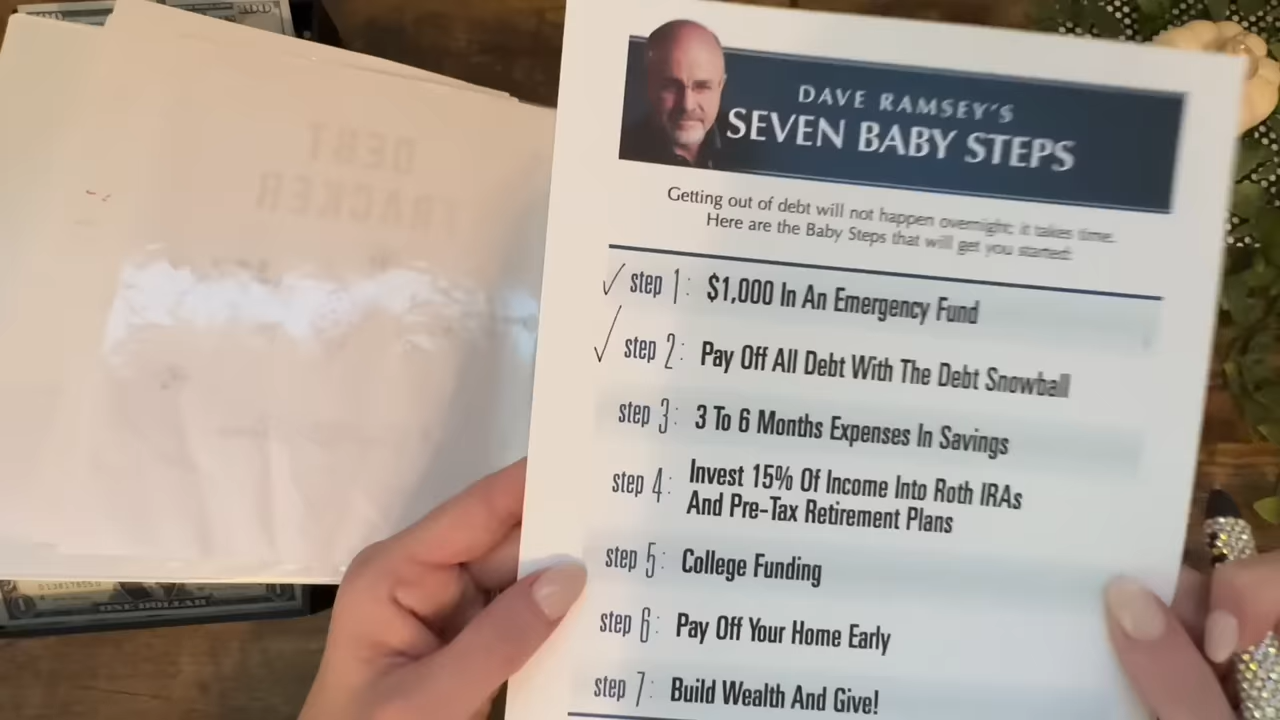 100
DEBT
TRACKER
ONE DOLLAR
DAVE RAMSEY'S
SEVEN BABY STEPS
Getting out of debt will not happen overnight; it takes time.
Here are the Baby Steps that will get you started:
✓ step 1: $1,000 In An Emergency Fund
✓ step 2: Pay Off All Debt With The Debt Snowball
step 3: 3 To 6 Months Expenses In Savings
step 4: Invest 15% Of Income Into Roth IRAs
And Pre-Tax Retirement Plans
step 5: College Funding
step 6: Pay Off Your Home Early
step 7: Build Wealth And Give!